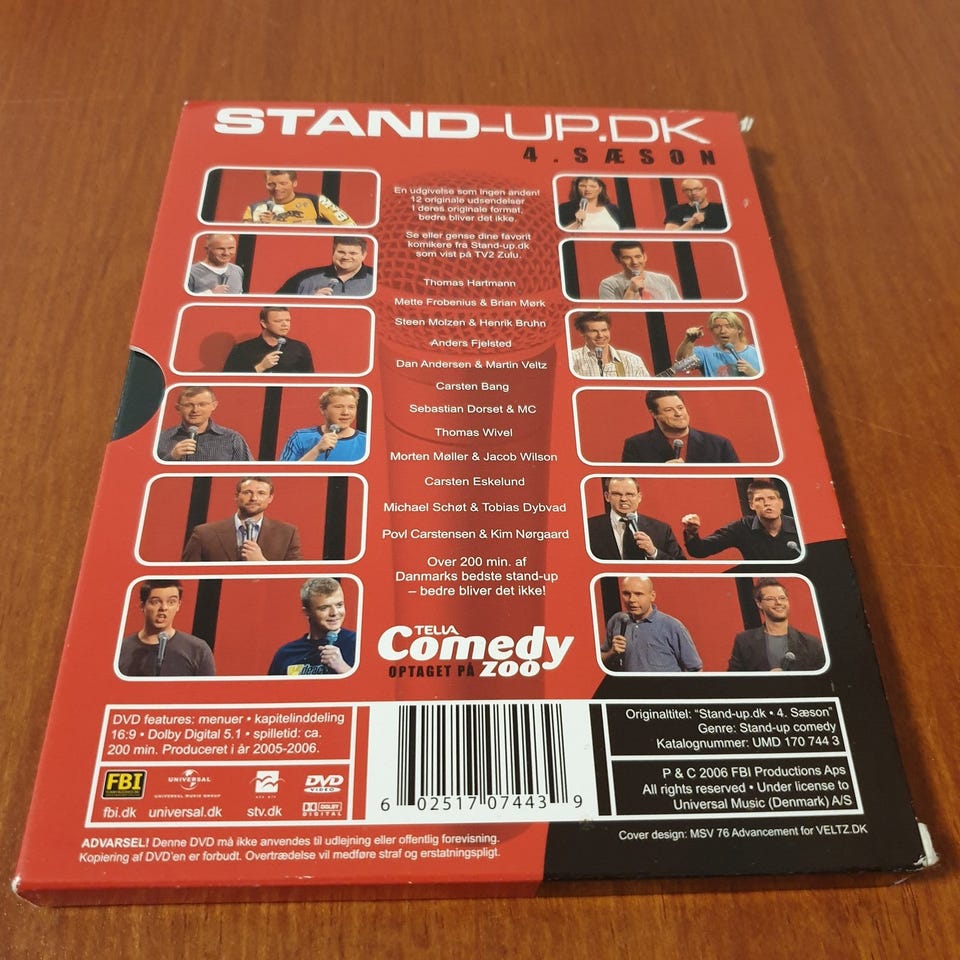 STAND-UP.DK
4. SÆSON
En udgivelse som ingen anden!
12 originale udsendelser
i deres originale format,
bedre bliver det ikke.
Se eller gense dine favorit
komikere fra Stand-up.dk
som vist på TV2 Zulu.
Thomas Hartmann
Mette Frobenius & Brian Mørk
Steen Molzen & Henrik Bruhn
Anders Fjelsted
Dan Andersen & Martin Veltz
Carsten Bang
Sebastian Dorset & MC
Thomas Wivel
Morten Møller & Jacob Wilson
Carsten Eskelund
Michael Schøt & Tobias Dybvad
Povl Carstensen & Kim Nørgaard
Over 200 min. af
Danmarks bedste stand-up
– bedre bliver det ikke!
TELIA
Comedy
OPTAGET PÅ ZOO
DVD features: menuer • kapitelinddeling
16:9 • Dolby Digital 5.1 • spilletid: ca.
200 min. Produceret i år 2005-2006.
FBI
UNIVERSAL
UNIVERSAL MUSIC GROUP
DVD
VIDEO
DOLBY
DIGITAL
fbi.dk universal.dk stv.dk
6 02517 07443 9
Originaltitel: "Stand-up.dk • 4. Sæson"
Genre: Stand-up comedy
Katalognummer: UMD 170 744 3
P & C 2006 FBI Productions Aps
All rights reserved • Under license to
Universal Music (Denmark) A/S
ADVARSEL! Denne DVD må ikke anvendes til udlejning eller offentlig forevisning.
Kopiering af DVD'en er forbudt. Overtrædelse vil medføre straf og erstatningspligt.
Cover design: MSV 76 Advancement for VELTZ.DK